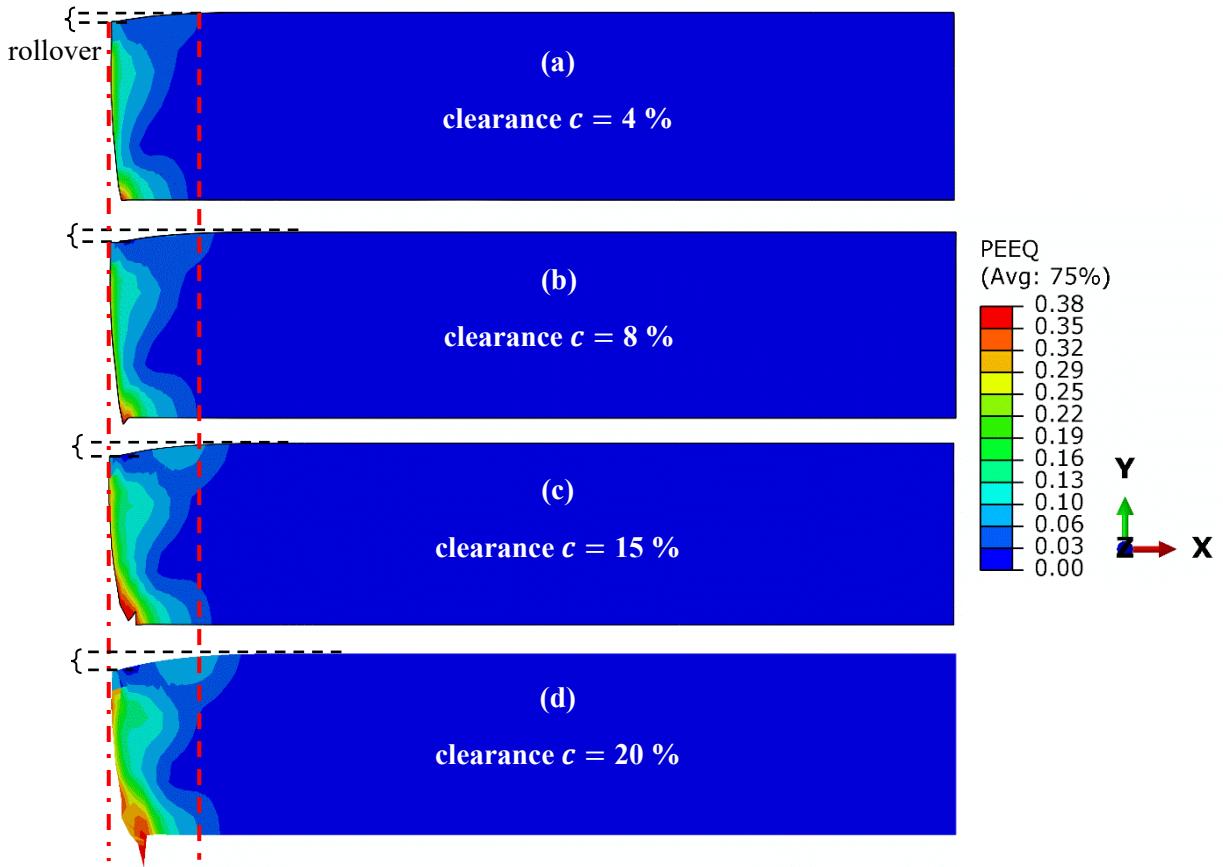 {
rollover
(a)
clearance c = 4 %
{
(b)
clearance c = 8 %
{
(c)
clearance c = 15 %
{
(d)
clearance c = 20 %
PEEQ
(Avg: 75%)
0.38
0.35
0.32
0.29
0.25
0.22
0.19
0.16
0.13
0.10
0.06
0.03
0.00
Y
Z
X